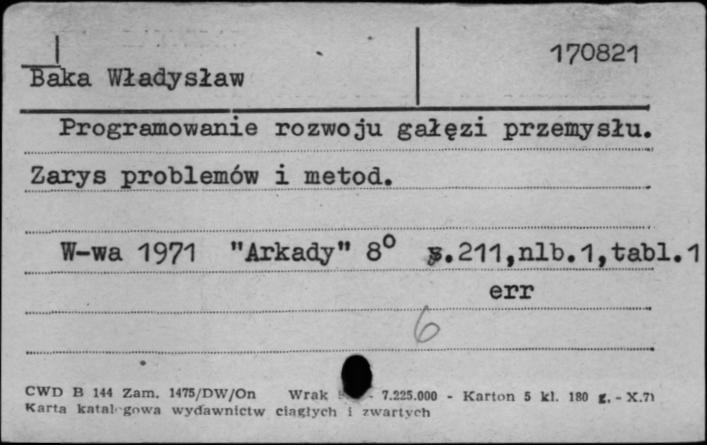 170821
Baka Władysław
Programowanie rozwoju gałęzi przemysłu.
Zarys problemów i metod.
W-wa 1971 "Arkady" 8° s.211,nlb.1,tabl.1
err
6
CWD B 144 Zam. 1475/DW/On Wrak 7.225.000 - Karton 5 kl. 180 g. - X.71
Karta katalogowa wydawnictw ciągłych i zwartych